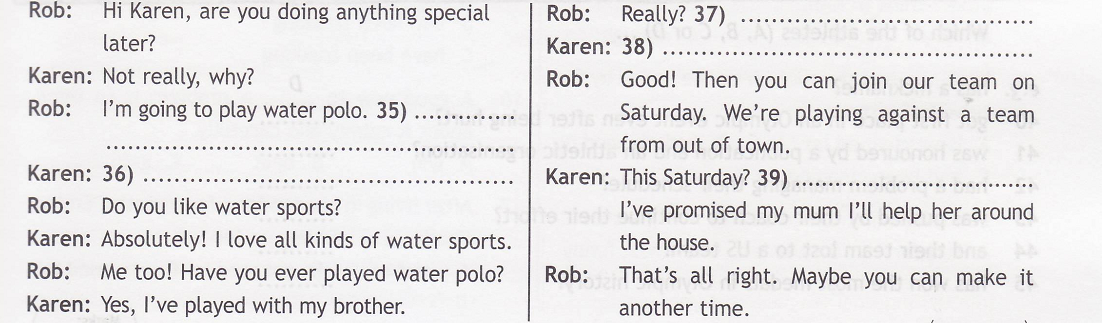 Rob: Hi Karen, are you doing anything special
later?
Karen: Not really, why?
Rob: I'm going to play water polo. 35) ..............
..............................................................
Karen: 36) ..................................................
Rob: Do you like water sports?
Karen: Absolutely! I love all kinds of water sports.
Rob: Me too! Have you ever played water polo?
Karen: Yes, I've played with my brother.
Rob: Really? 37) ..........................................
Karen: 38) ..................................................
Rob: Good! Then you can join our team on
Saturday. We're playing against a team
from out of town.
Karen: This Saturday? 39) ................................
I've promised my mum I'll help her around
the house.
Rob: That's all right. Maybe you can make it
another time.